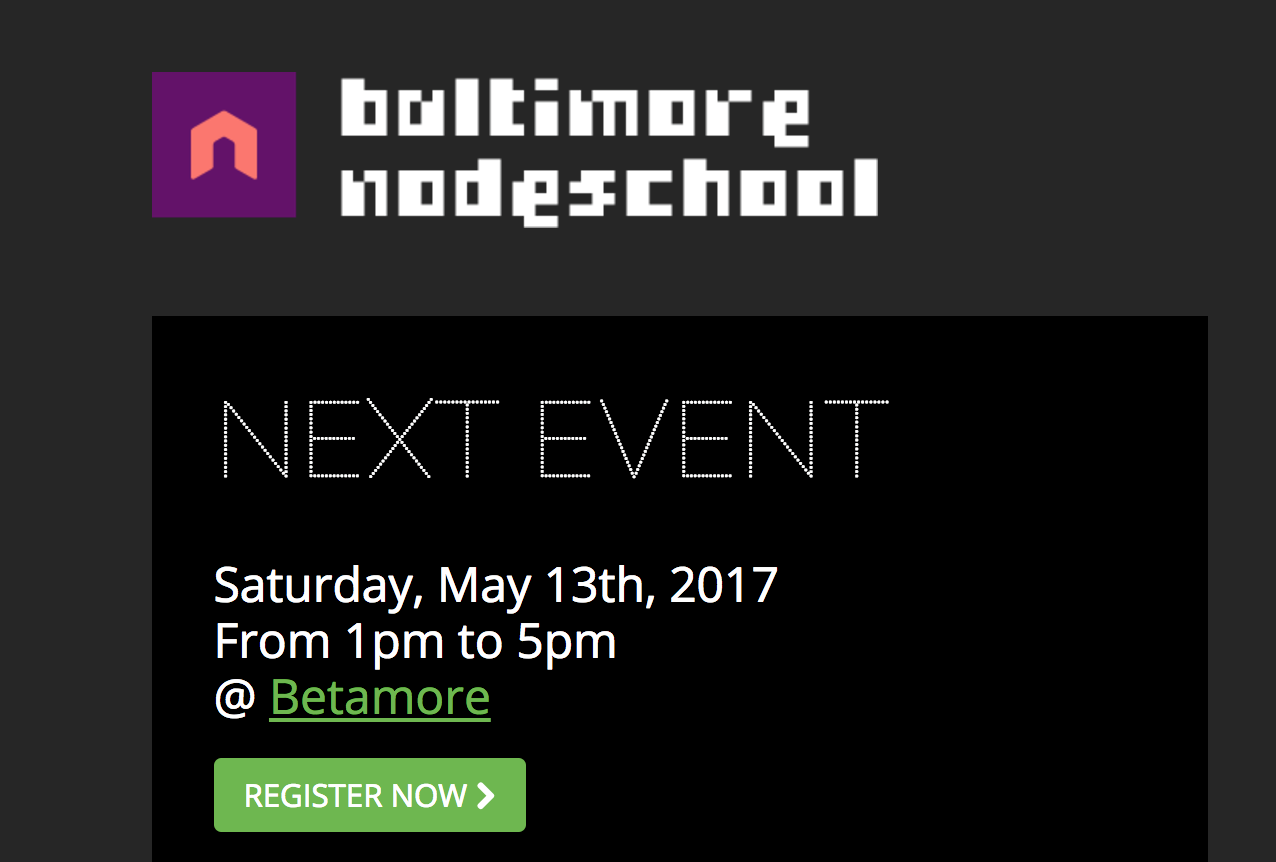 baltimore
nodeschool
NEXT EVENT
Saturday, May 13th, 2017
From 1pm to 5pm
@ Betamore
REGISTER NOW